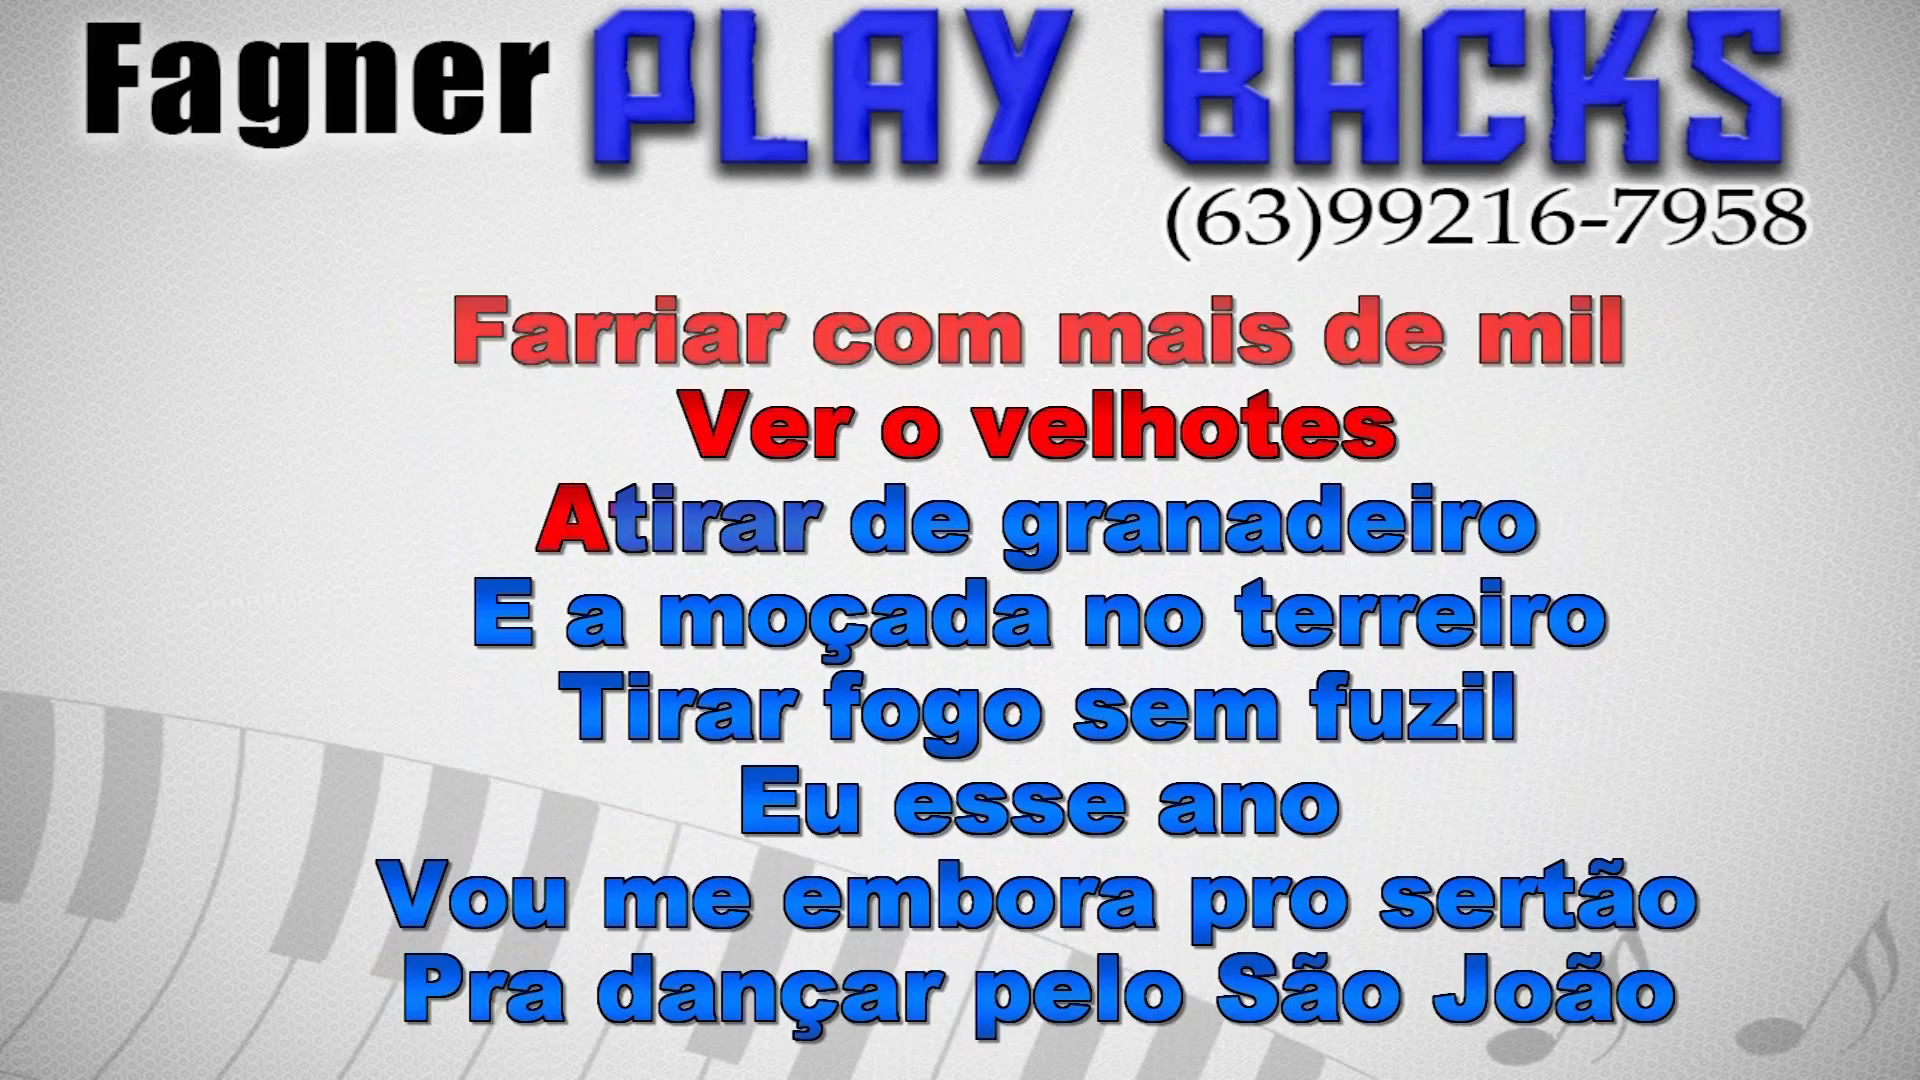 Fagner PLAY BACKS
(63)99216-7958
Farriar com mais de mil
Ver o velhotes
Atirar de granadeiro
E a moçada no terreiro
Tirar fogo sem fuzil
Eu esse ano
Vou me embora pro sertão
Pra dançar pelo São João